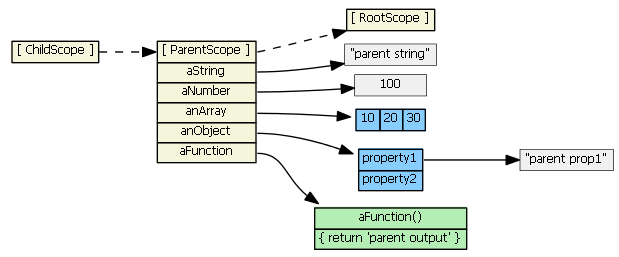 [ RootScope ]
[ ChildScope ]
[ ParentScope ]
aString
"parent string"
aNumber
100
anArray
10 20 30
anObject
aFunction
property1
property2
"parent prop1"
aFunction()
{ return 'parent output' }